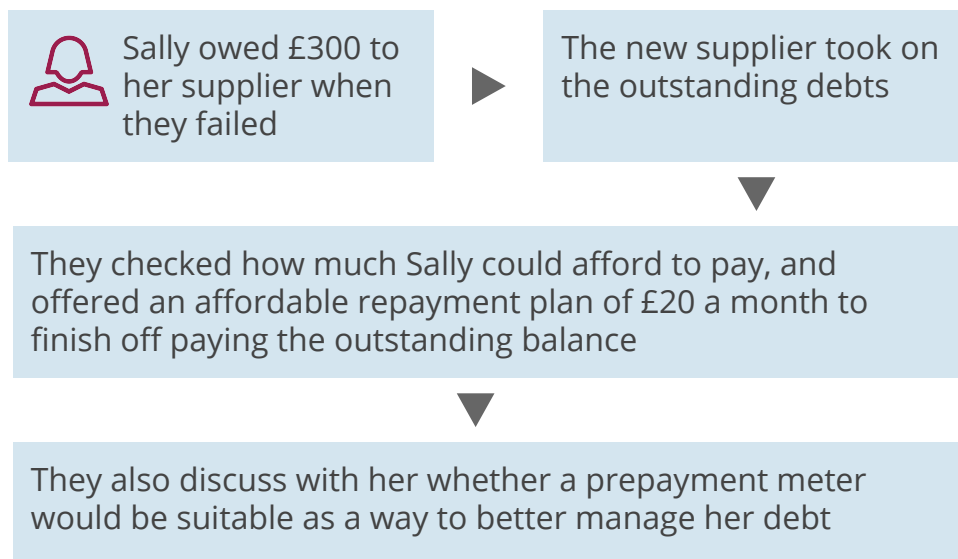 Sally owed £300 to
her supplier when
they failed
The new supplier took on
the outstanding debts
They checked how much Sally could afford to pay, and
offered an affordable repayment plan of £20 a month to
finish off paying the outstanding balance
They also discuss with her whether a prepayment meter
would be suitable as a way to better manage her debt